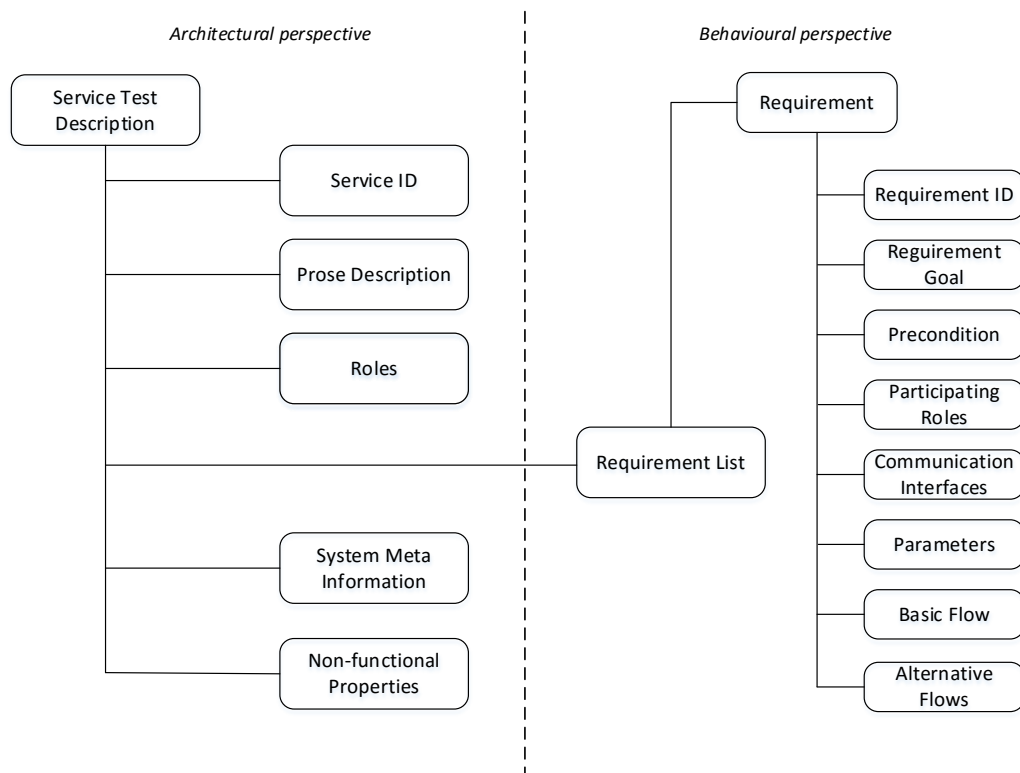 Architectural perspective
Behavioural perspective
Service Test
Description
Service ID
Prose Description
Roles
Requirement List
System Meta
Information
Non-functional
Properties
Requirement
Requirement ID
Reguirement
Goal
Precondition
Participating
Roles
Communication
Interfaces
Parameters
Basic Flow
Alternative
Flows